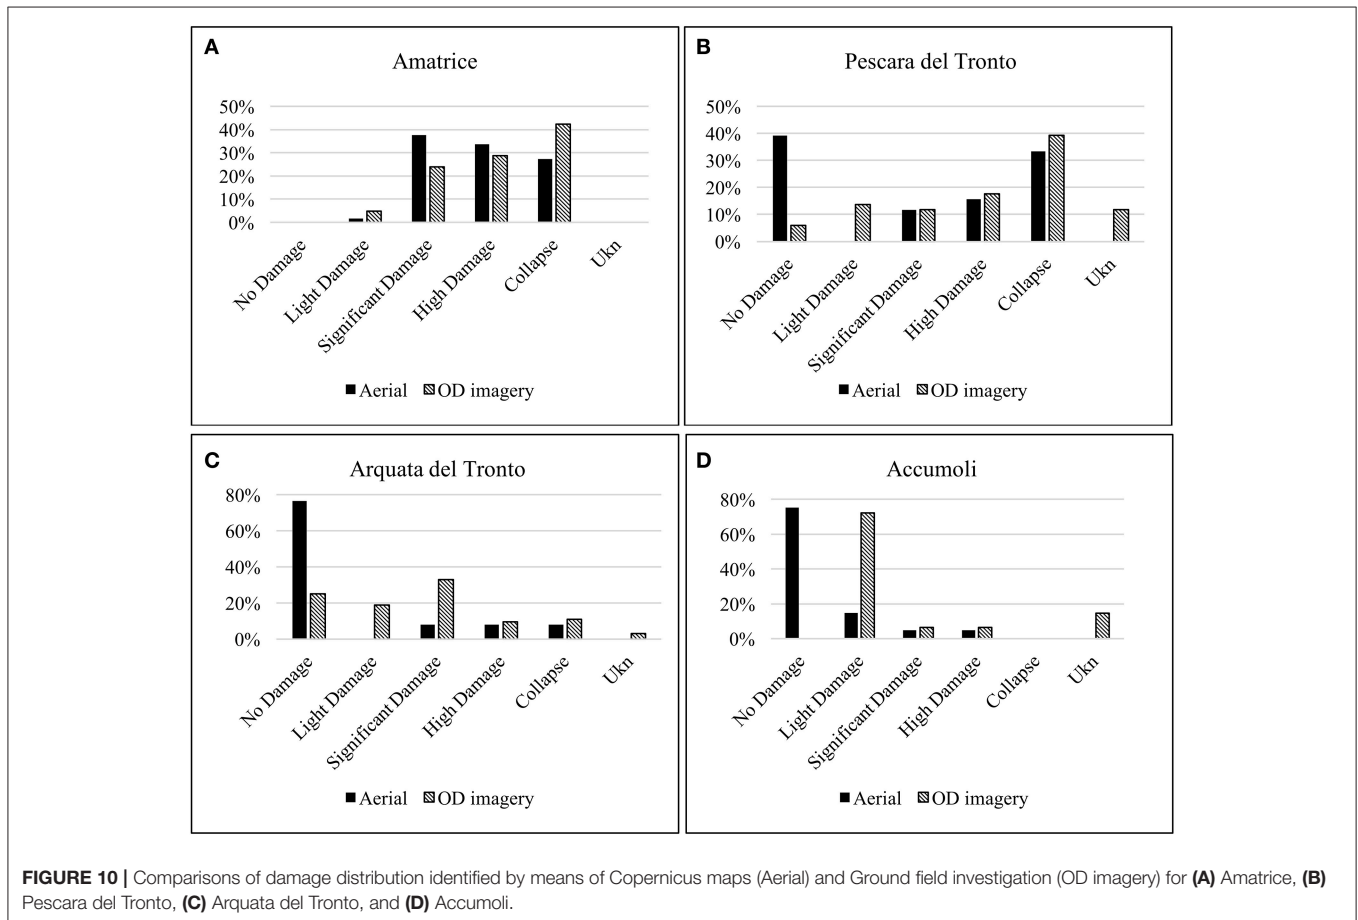 A
Amatrice
50%
40%
30%
20%
10%
0%
No Damage
Light Damage
Significant Damage
High Damage
Collapse
Ukn
Aerial OD imagery
B
Pescara del Tronto
50%
40%
30%
20%
10%
0%
No Damage
Light Damage
Significant Damage
High Damage
Collapse
Ukn
Aerial OD imagery
C
Arquata del Tronto
80%
60%
40%
20%
0%
No Damage
Light Damage
Significant Damage
High Damage
Collapse
Ukn
Aerial OD imagery
D
Accumoli
80%
60%
40%
20%
0%
No Damage
Light Damage
Significant Damage
High Damage
Collapse
Ukn
Aerial OD imagery
FIGURE 10 | Comparisons of damage distribution identified by means of Copernicus maps (Aerial) and Ground field investigation (OD imagery) for (A) Amatrice, (B)
Pescara del Tronto, (C) Arquata del Tronto, and (D) Accumoli.